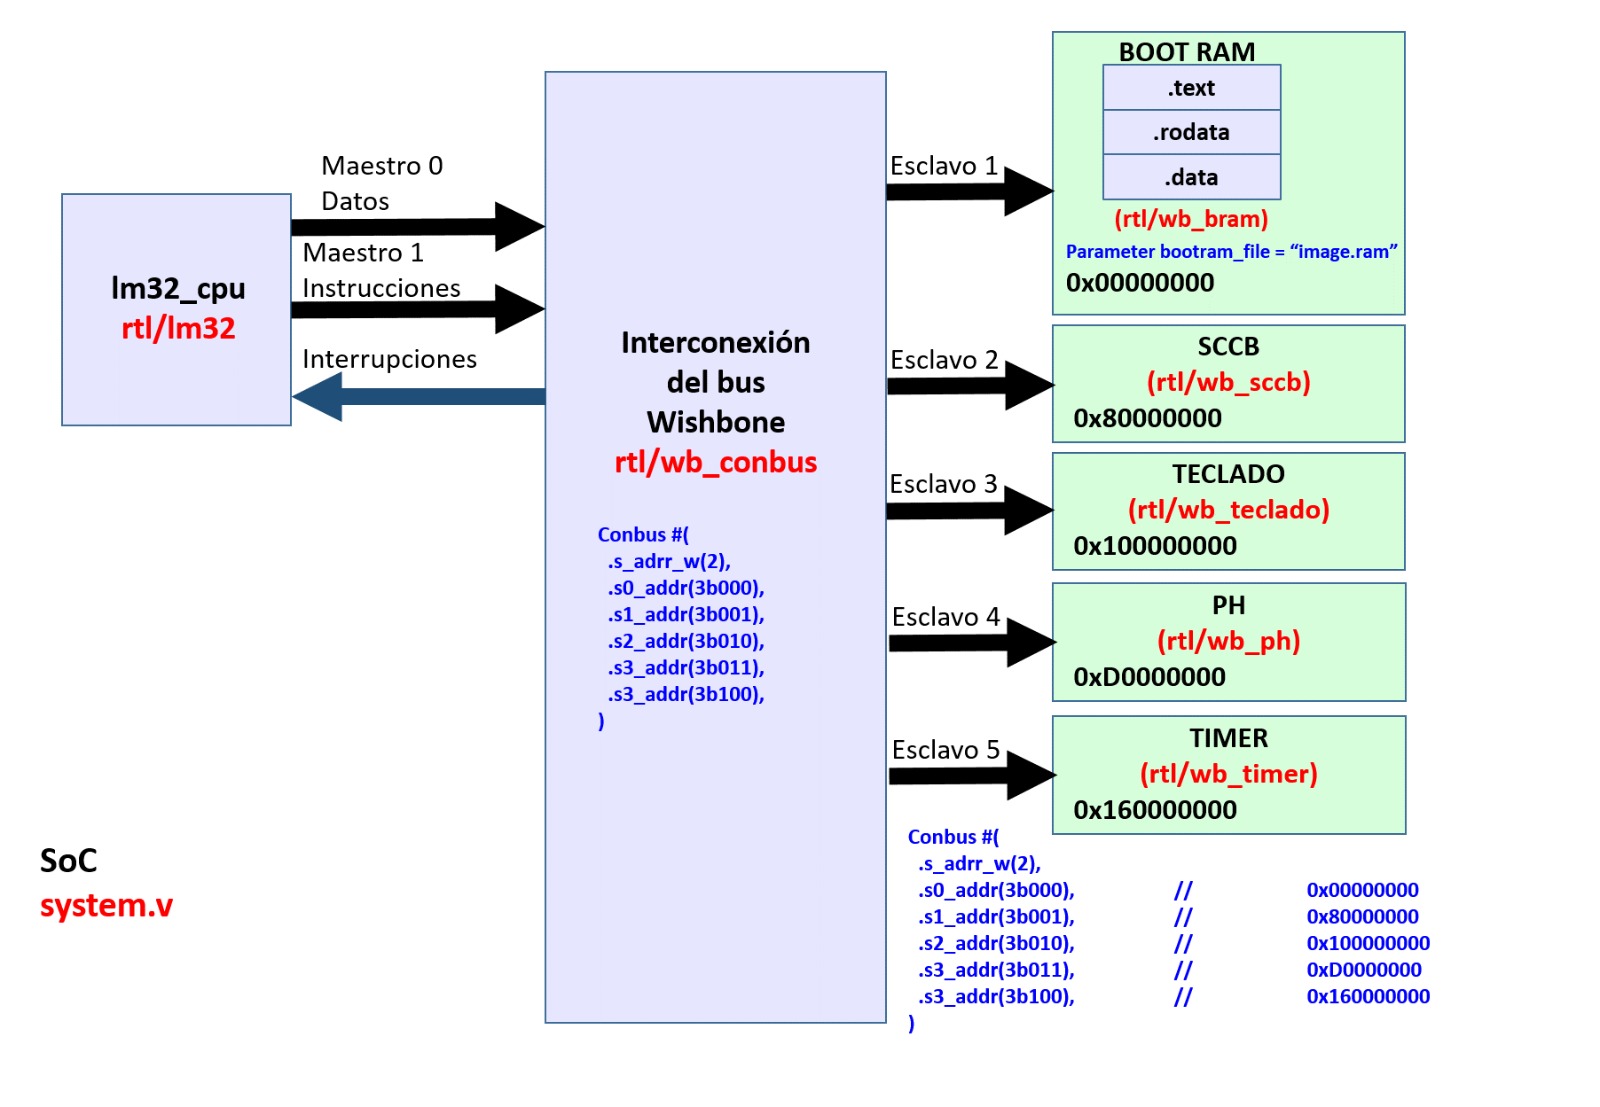 lm32_cpu
rtl/lm32
Maestro 0
Datos
Maestro 1
Instrucciones
Interrupciones
Interconexión
del bus
Wishbone
rtl/wb_conbus
Conbus #(
.s_adrr_w(2),
.s0_addr(3b000),
.s1_addr(3b001),
.s2_addr(3b010),
.s3_addr(3b011),
.s3_addr(3b100),
)
Esclavo 1
BOOT RAM
.text
.rodata
.data
(rtl/wb_bram)
Parameter bootram_file = “image.ram”
0x00000000
Esclavo 2
SCCB
(rtl/wb_sccb)
0x80000000
Esclavo 3
TECLADO
(rtl/wb_teclado)
0x100000000
Esclavo 4
PH
(rtl/wb_ph)
0xD0000000
Esclavo 5
TIMER
(rtl/wb_timer)
0x160000000
Conbus #(
.s_adrr_w(2),
.s0_addr(3b000), // 0x00000000
.s1_addr(3b001), // 0x80000000
.s2_addr(3b010), // 0x100000000
.s3_addr(3b011), // 0xD0000000
.s3_addr(3b100), // 0x160000000
)
SoC
system.v